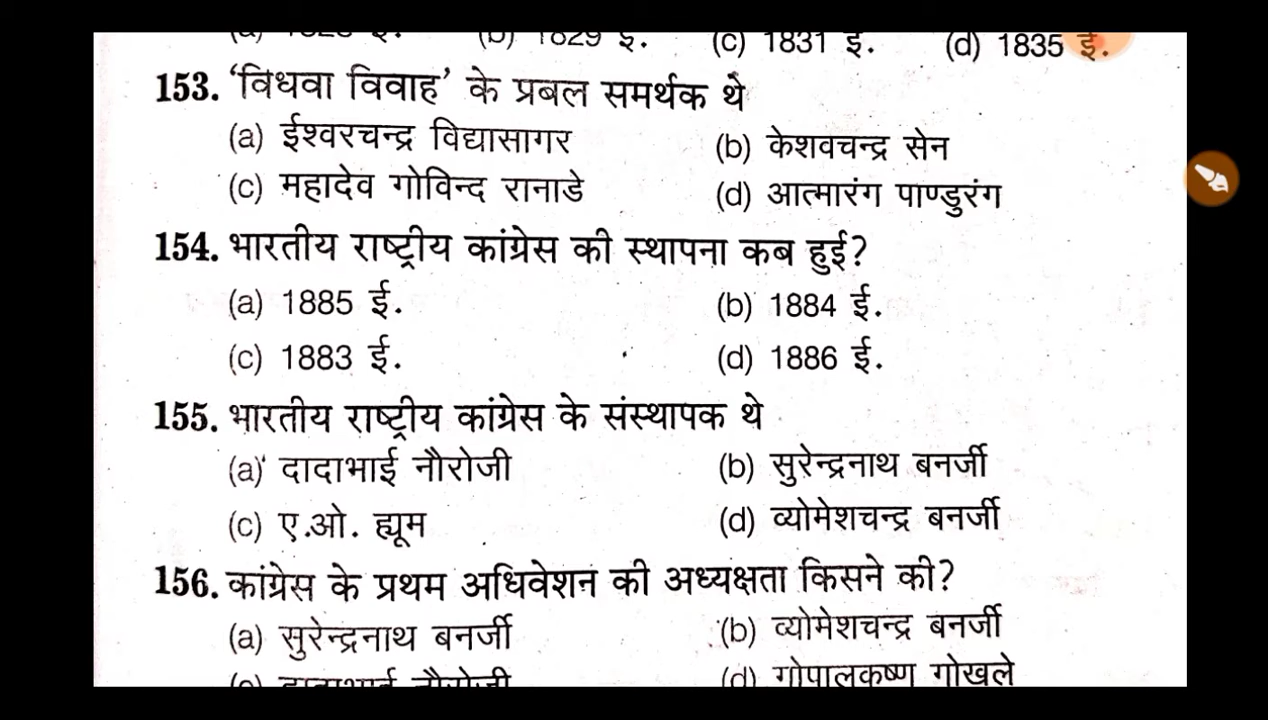 (b) 1829 ई. (c) 1831 ई. (d) 1835 ई.
153. ‘विधवा विवाह’ के प्रबल समर्थक थे
(a) ईश्वरचन्द्र विद्यासागर (b) केशवचन्द्र सेन
(c) महादेव गोविन्द रानाडे (d) आत्मारंग पाण्डुरंग
154. भारतीय राष्ट्रीय कांग्रेस की स्थापना कब हुई?
(a) 1885 ई. (b) 1884 ई.
(c) 1883 ई. (d) 1886 ई.
155. भारतीय राष्ट्रीय कांग्रेस के संस्थापक थे
(a) दादाभाई नौरोजी (b) सुरेन्द्रनाथ बनर्जी
(c) ए.ओ. ह्यूम (d) व्योमेशचन्द्र बनर्जी
156. कांग्रेस के प्रथम अधिवेशन की अध्यक्षता किसने की?
(a) सुरेन्द्रनाथ बनर्जी (b) व्योमेशचन्द्र बनर्जी
(d) गोपालकृष्ण गोखले